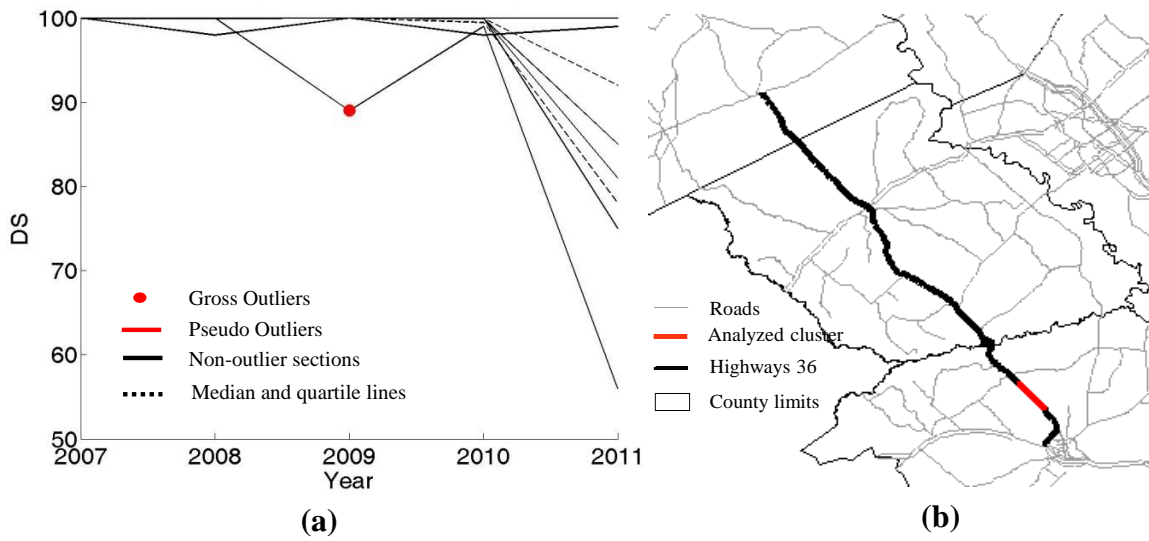 100
90
80
70
60
50
DS
2007 2008 2009 2010 2011
Year
Gross Outliers
Pseudo Outliers
Non-outlier sections
Median and quartile lines
(a)
Roads
Analyzed cluster
Highways 36
County limits
(b)